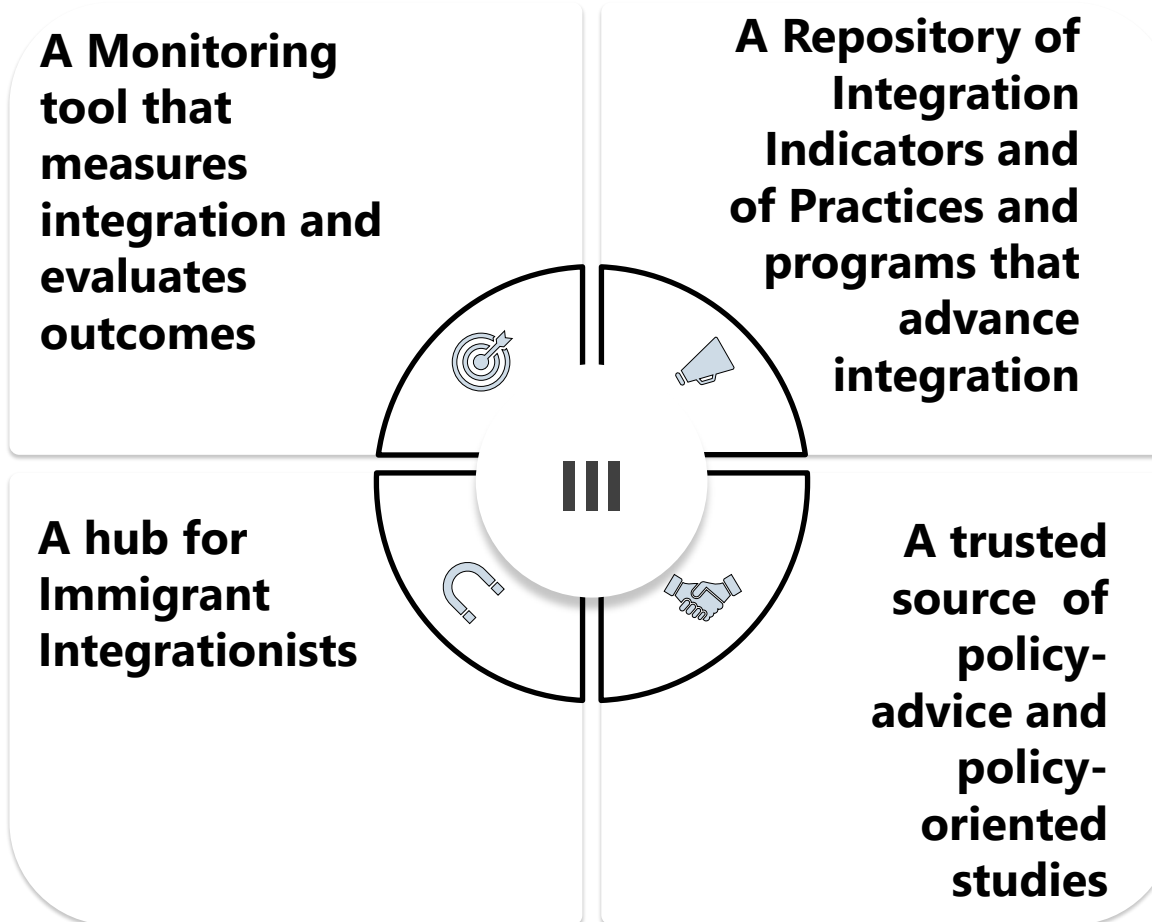 A Monitoring
tool that
measures
integration and
evaluates
outcomes
A Repository of
Integration
Indicators and
of Practices and
programs that
advance
integration
III
A hub for
Immigrant
Integrationists
A trusted
source  of
policy-
advice and
policy-
oriented
studies